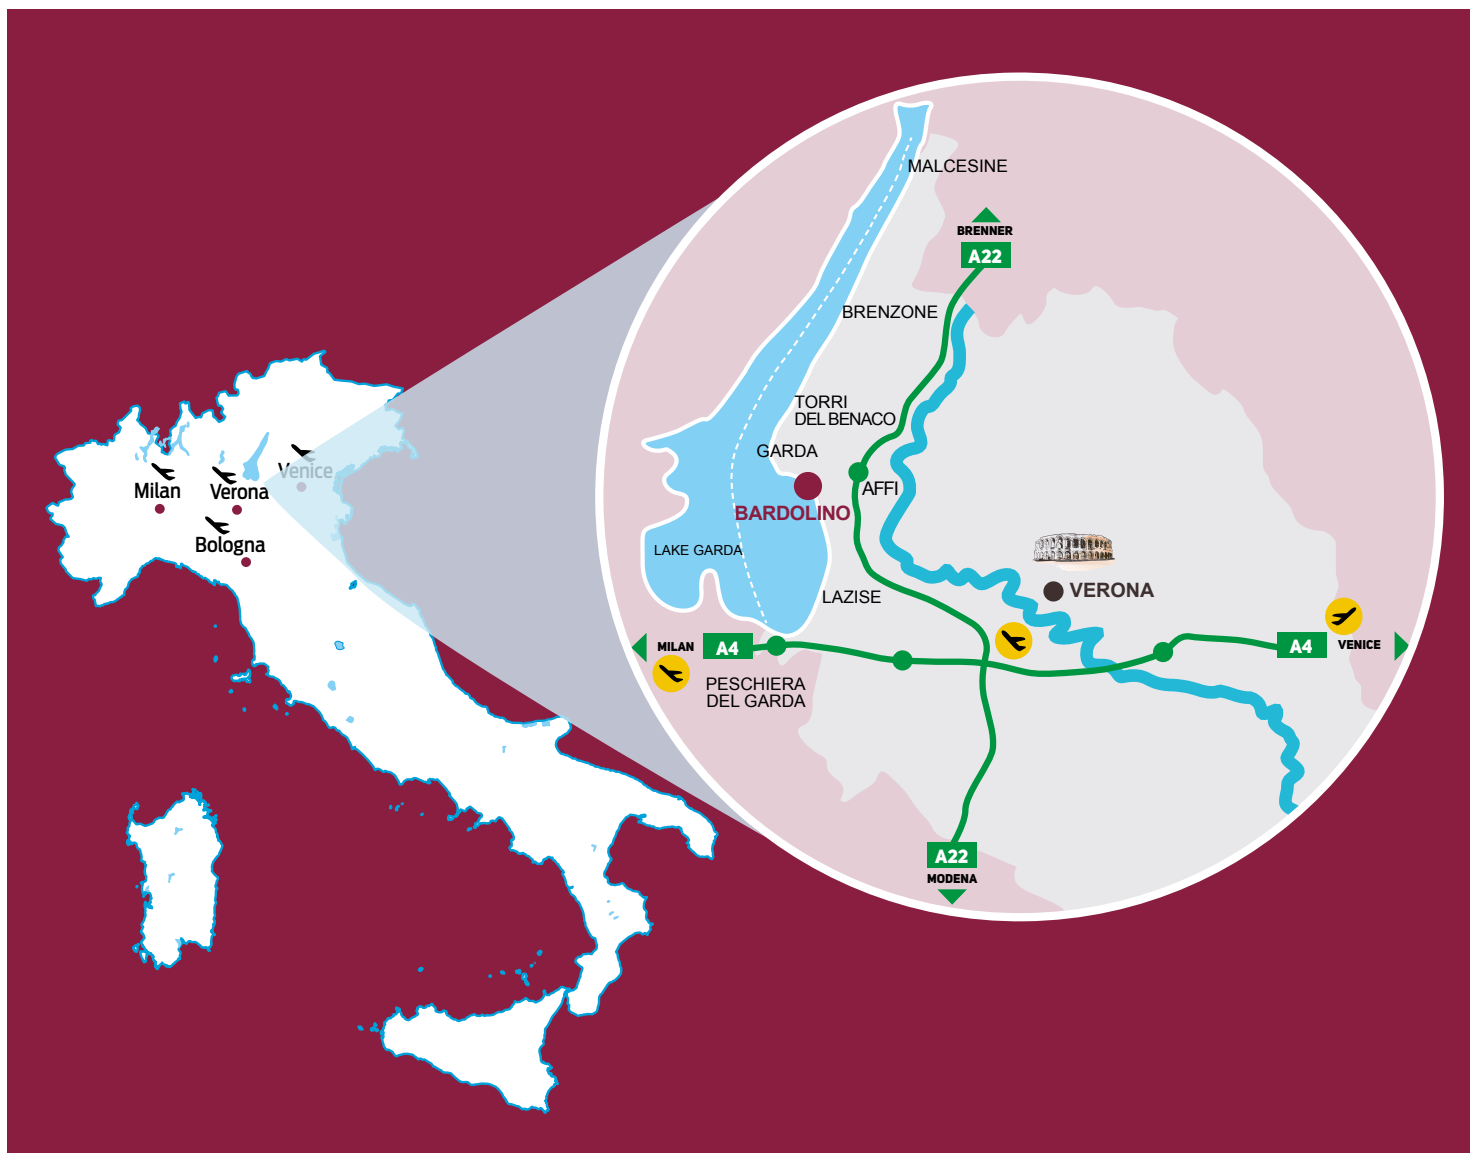 MALCESINE
BRENNER
A22
BRENZONE
TORRI
DEL BENACO
GARDA
AFFI
BARDOLINO
LAKE GARDA
LAZISE
VERONA
MILAN
A4
A4
VENICE
PESCHIERA
DEL GARDA
A22
MODENA
Venice
Milan
Verona
Bologna